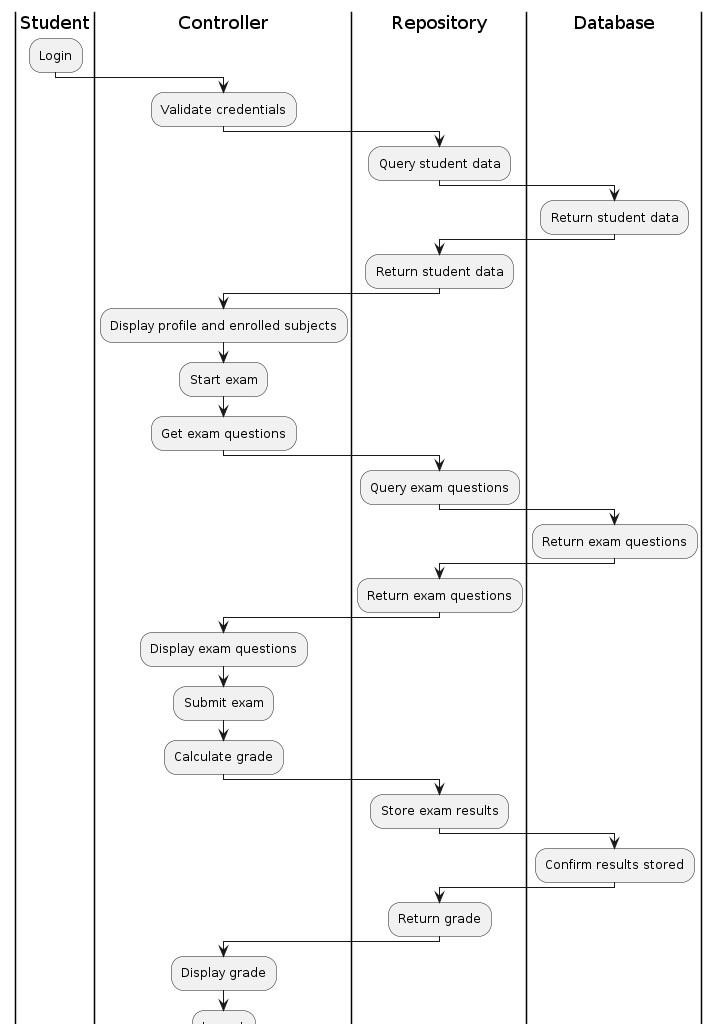 Student Controller Repository Database
Login
Validate credentials
Query student data
Return student data
Return student data
Display profile and enrolled subjects
Start exam
Get exam questions
Query exam questions
Return exam questions
Return exam questions
Display exam questions
Submit exam
Calculate grade
Store exam results
Confirm results stored
Return grade
Display grade